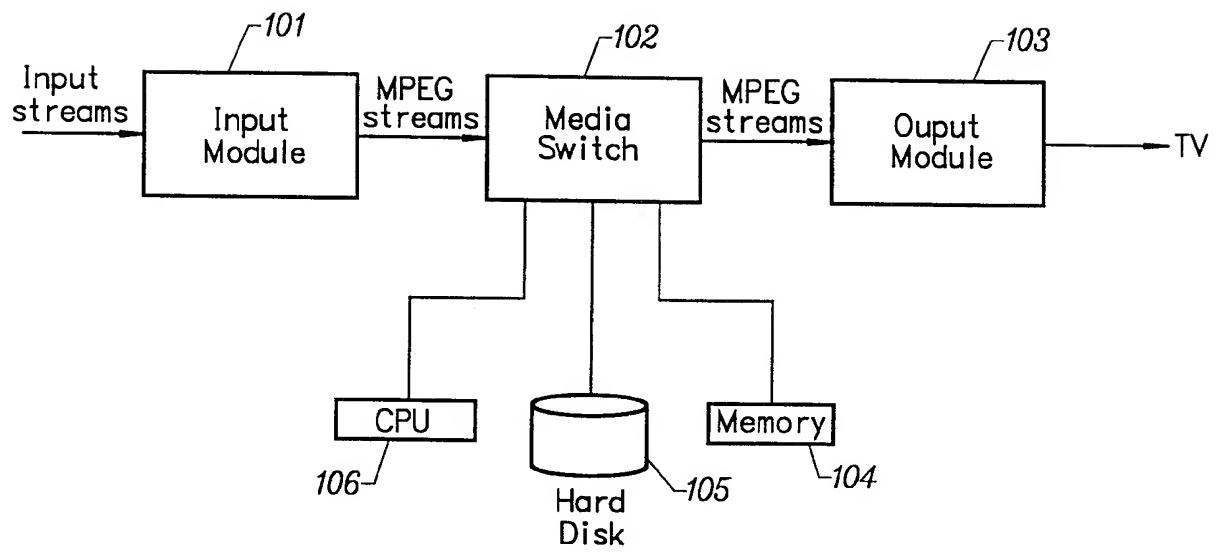 101
102
103
Input
streams
Input
Module
MPEG
streams
Media
Switch
MPEG
streams
Ouput
Module
TV
CPU
106
Hard
Disk
105
Memory
104